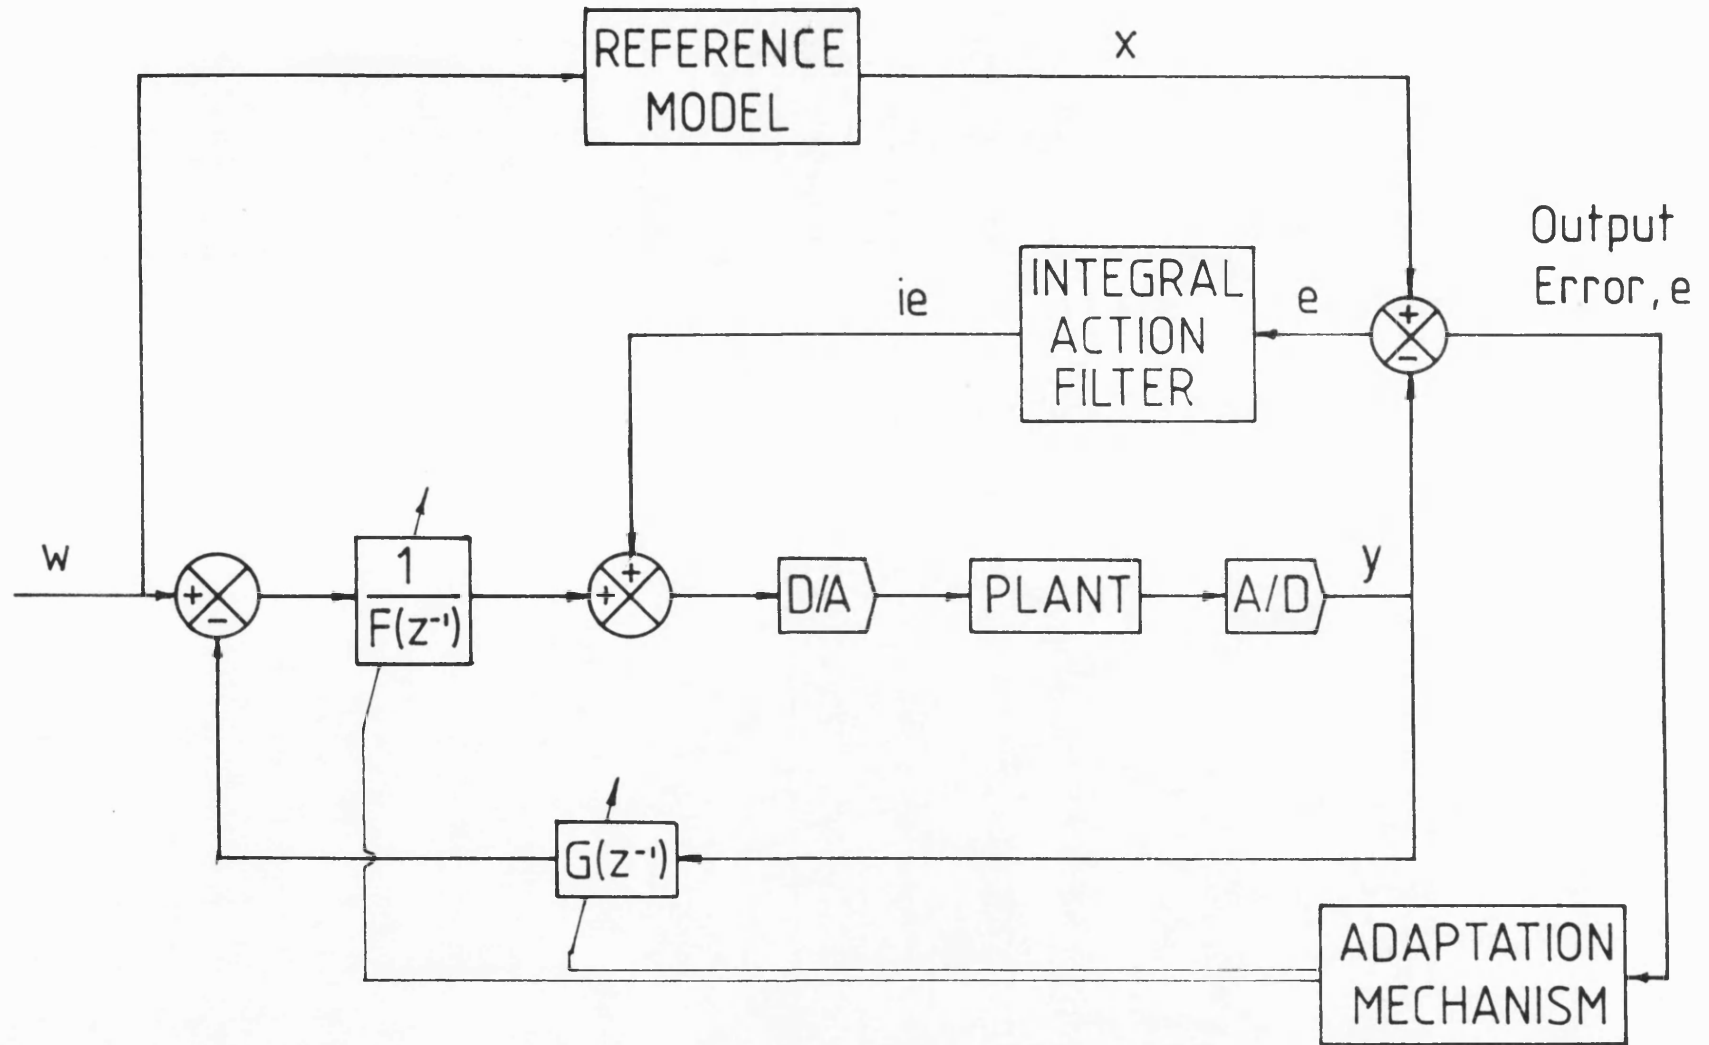 REFERENCE
MODEL
x
Output
Error, e
INTEGRAL
ACTION
FILTER
ie
e
+
-
w
+
-
1
F(z⁻¹)
+
+
D/A
PLANT
A/D
y
G(z⁻¹)
ADAPTATION
MECHANISM